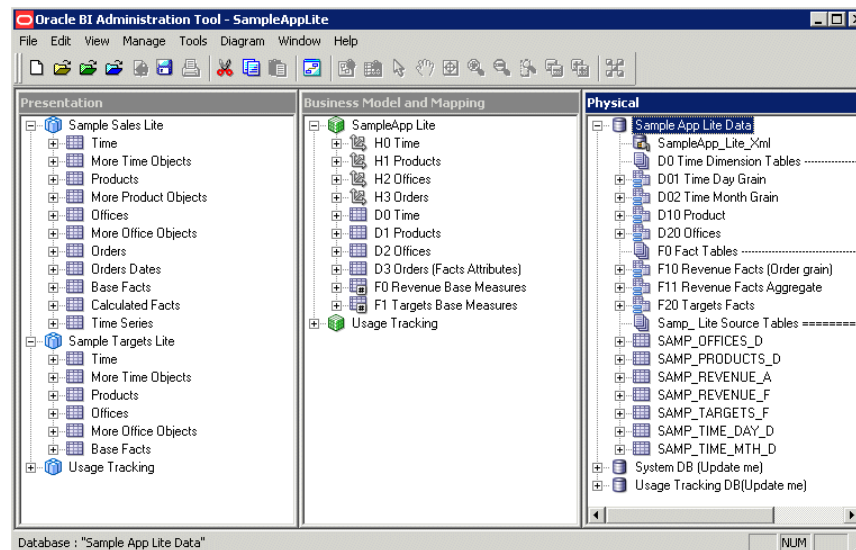 Oracle BI Administration Tool - SampleAppLite
File Edit View Manage Tools Diagram Window Help
Presentation
Sample Sales Lite
Time
More Time Objects
Products
More Product Objects
Offices
More Office Objects
Orders
Orders Dates
Base Facts
Calculated Facts
Time Series
Sample Targets Lite
Time
More Time Objects
Products
Offices
More Office Objects
Base Facts
Usage Tracking
Business Model and Mapping
SampleApp Lite
H0 Time
H1 Products
H2 Offices
H3 Orders
D0 Time
D1 Products
D2 Offices
D3 Orders (Facts Attributes)
F0 Revenue Base Measures
F1 Targets Base Measures
Usage Tracking
Physical
Sample App Lite Data
SampleApp_Lite_Xml
D0 Time Dimension Tables ------------
D01 Time Day Grain
D02 Time Month Grain
D10 Product
D20 Offices
F0 Fact Tables ------------------------
F10 Revenue Facts (Order grain)
F11 Revenue Facts Aggregate
F20 Targets Facts
Samp_ Lite Source Tables ========
SAMP_OFFICES_D
SAMP_PRODUCTS_D
SAMP_REVENUE_A
SAMP_REVENUE_F
SAMP_TARGETS_F
SAMP_TIME_DAY_D
SAMP_TIME_MTH_D
System DB (Update me)
Usage Tracking DB(Update me)
Database : "Sample App Lite Data"
NUM